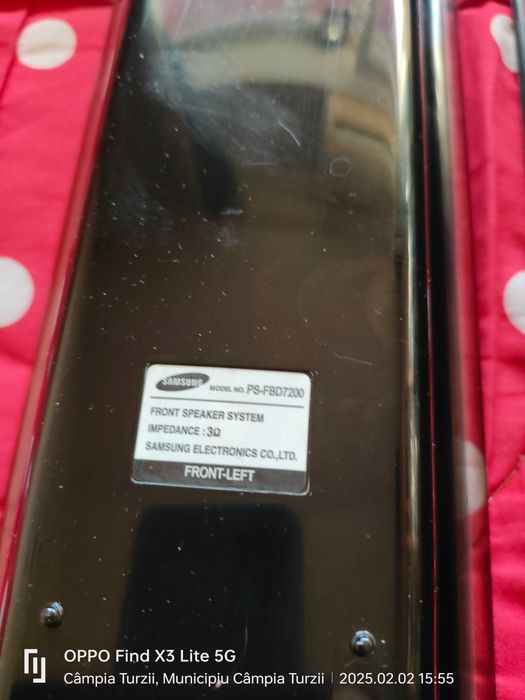 SAMSUNG MODEL NO. PS-FBD7200
FRONT SPEAKER SYSTEM
IMPEDANCE : 3Ω
SAMSUNG ELECTRONICS CO.,LTD.
FRONT-LEFT
OPPO Find X3 Lite 5G
Câmpia Turzii, Municipiu Câmpia Turzii | 2025.02.02 15:55